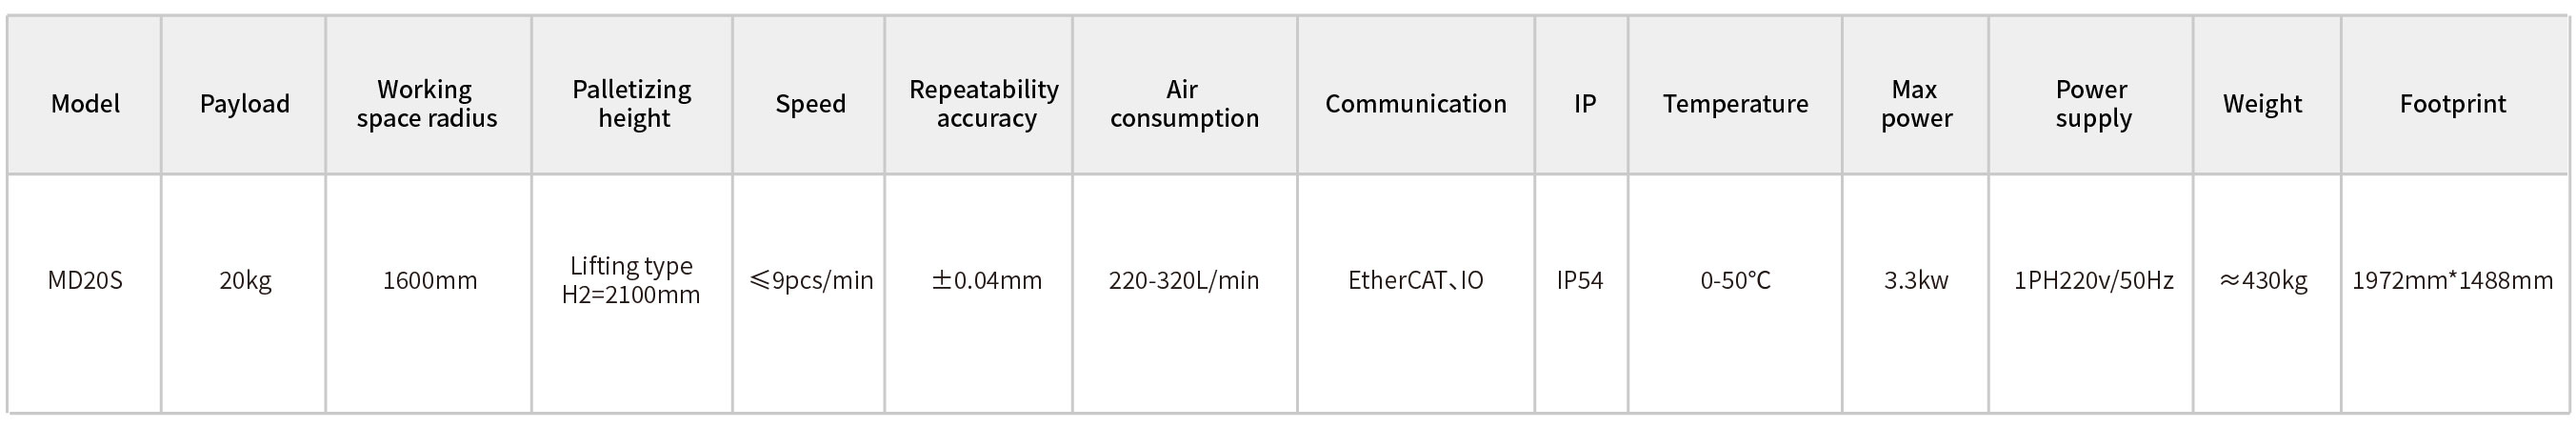 Model
Payload
Working
space radius
Palletizing
height
Speed
Repeatability
accuracy
Air
consumption
Communication
IP
Temperature
Max
power
Power
supply
Weight
Footprint
MD20S
20kg
1600mm
Lifting type
H2=2100mm
≤9pcs/min
±0.04mm
220-320L/min
EtherCAT、IO
IP54
0-50℃
3.3kw
1PH220v/50Hz
≈430kg
1972mm*1488mm